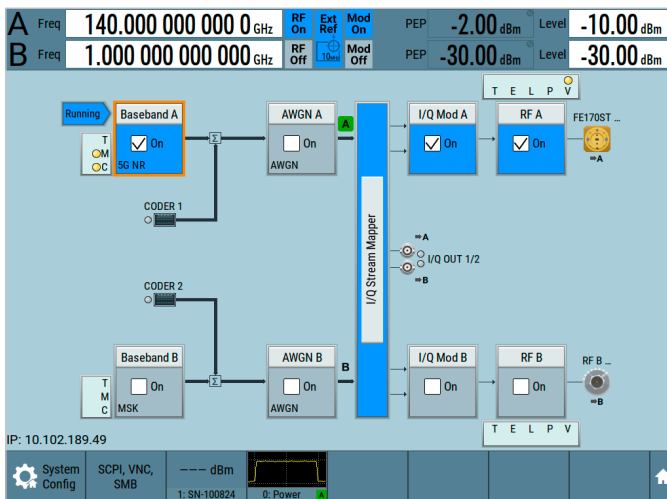 A Freq 140.000 000 000 0 GHz RF On Ext Ref Mod On PEP -2.00 dBm Level -10.00 dBm
B Freq 1.000 000 000 000 GHz RF Off 10 MHz Mod Off PEP -30.00 dBm Level -30.00 dBm
T E L P V
Running Baseband A AWGN A A I/Q Mod A RF A FE170ST ...
T On On On On
M
C 5G NR AWGN ⇒A
CODER 1
I/Q Stream Mapper
⇒A
I/Q OUT 1/2
⇒B
CODER 2
Baseband B AWGN B B I/Q Mod B RF B RF B ...
T On On On On
M
C MSK AWGN ⇒B
T E L P V
IP: 10.102.189.49
System Config SCPI, VNC, SMB --- dBm
1: SN-100824 0: Power A